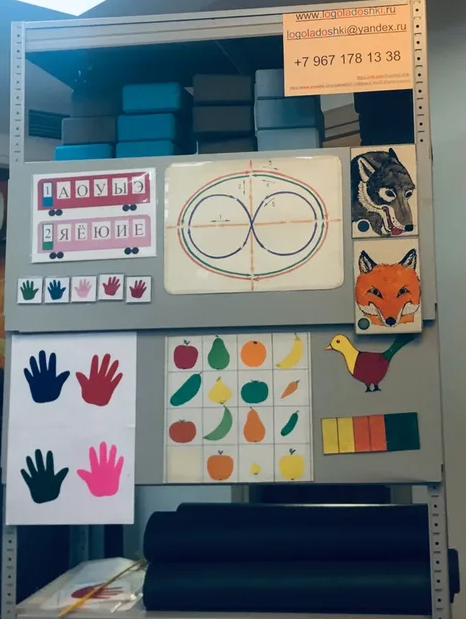 www.logoladoshki.ru
logoladoshki@yandex.ru
+7 967 178 13 38
1 А О У Ы Э
2 Я Ё Ю И Е